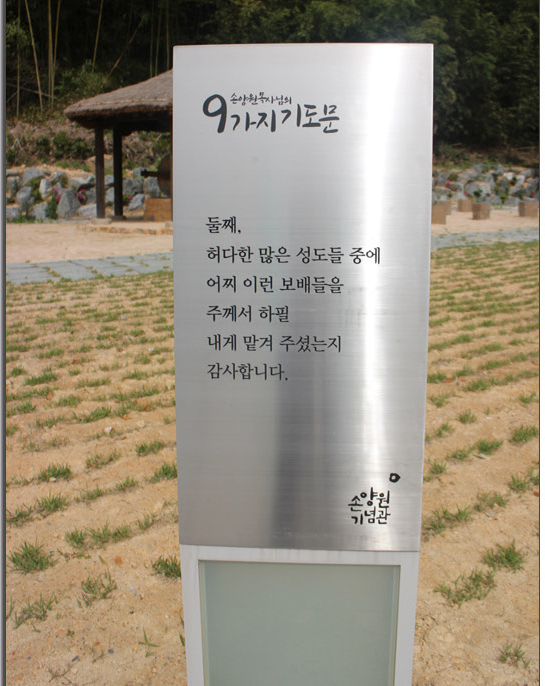 손양원목사님의
9가지기도문
둘째,
허다한 많은 성도들 중에
어찌 이런 보배들을
주께서 하필
내게 맡겨 주셨는지
감사합니다.
손양원
기념관